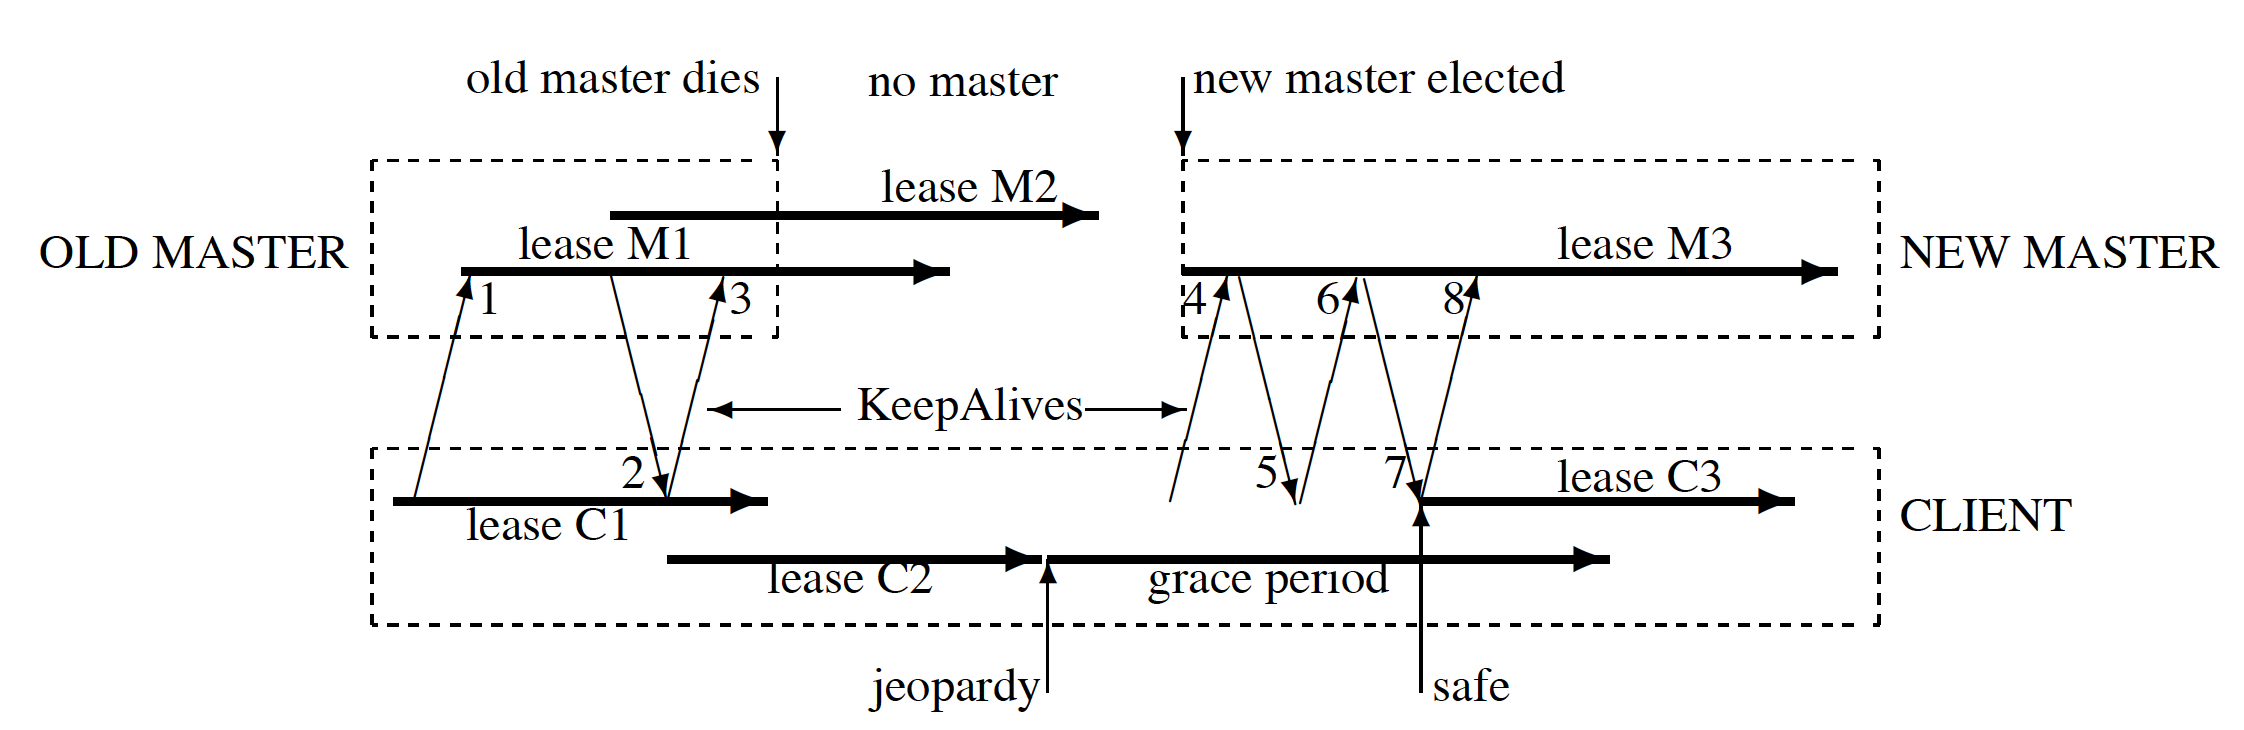 old master dies
no master
new master elected
lease M2
OLD MASTER
lease M1
lease M3
NEW MASTER
1
3
4
6
8
KeepAlives
2
5
7
lease C3
lease C1
CLIENT
lease C2
grace period
jeopardy
safe